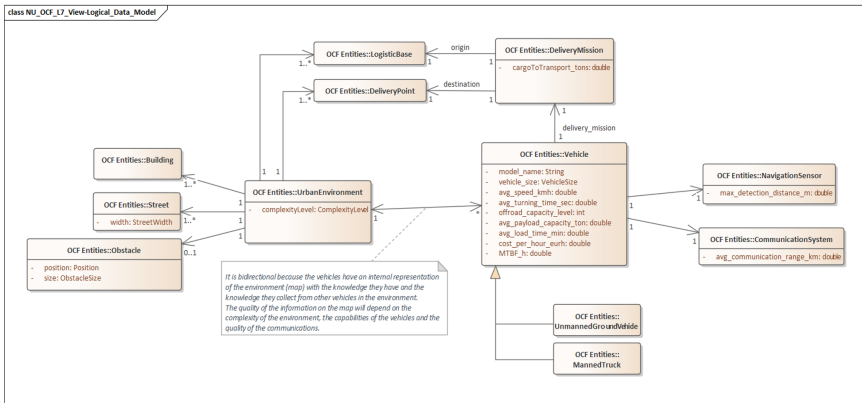 class NU_OCF_L7_View-Logical_Data_Model
OCF Entities::LogisticBase
origin
OCF Entities::DeliveryMission
- cargoToTransport_tons: double
1..*
1
1
OCF Entities::DeliveryPoint
destination
1..*
1
1
1
delivery_mission
1
OCF Entities::Building
OCF Entities::Vehicle
- model_name: String
- vehicle_size: VehicleSize
- avg_speed_kmh: double
- avg_turning_time_sec: double
- offroad_capacity_level: int
- avg_payload_capacity_ton: double
- avg_load_time_min: double
- cost_per_hour_eurh: double
- MTBF_h: double
OCF Entities::NavigationSensor
- max_detection_distance_m: double
1
1
1..*
OCF Entities::UrbanEnvironment
- complexityLevel: ComplexityLevel
OCF Entities::Street
- width: StreetWidth
1
1
1..*
1
0..1
1
*
1
1
1
1
OCF Entities::CommunicationSystem
- avg_communication_range_km: double
OCF Entities::Obstacle
- position: Position
- size: ObstacleSize
It is bidirectional because the vehicles have an internal representation
of the environment (map) with the knowledge they have and the
knowledge they collect from other vehicles in the environment.
The quality of the information on the map will depend on the
complexity of the environment, the capabilities of the vehicles and the
quality of the communications.
OCF Entities::
UnmannedGroundVehicle
OCF Entities::
MannedTruck